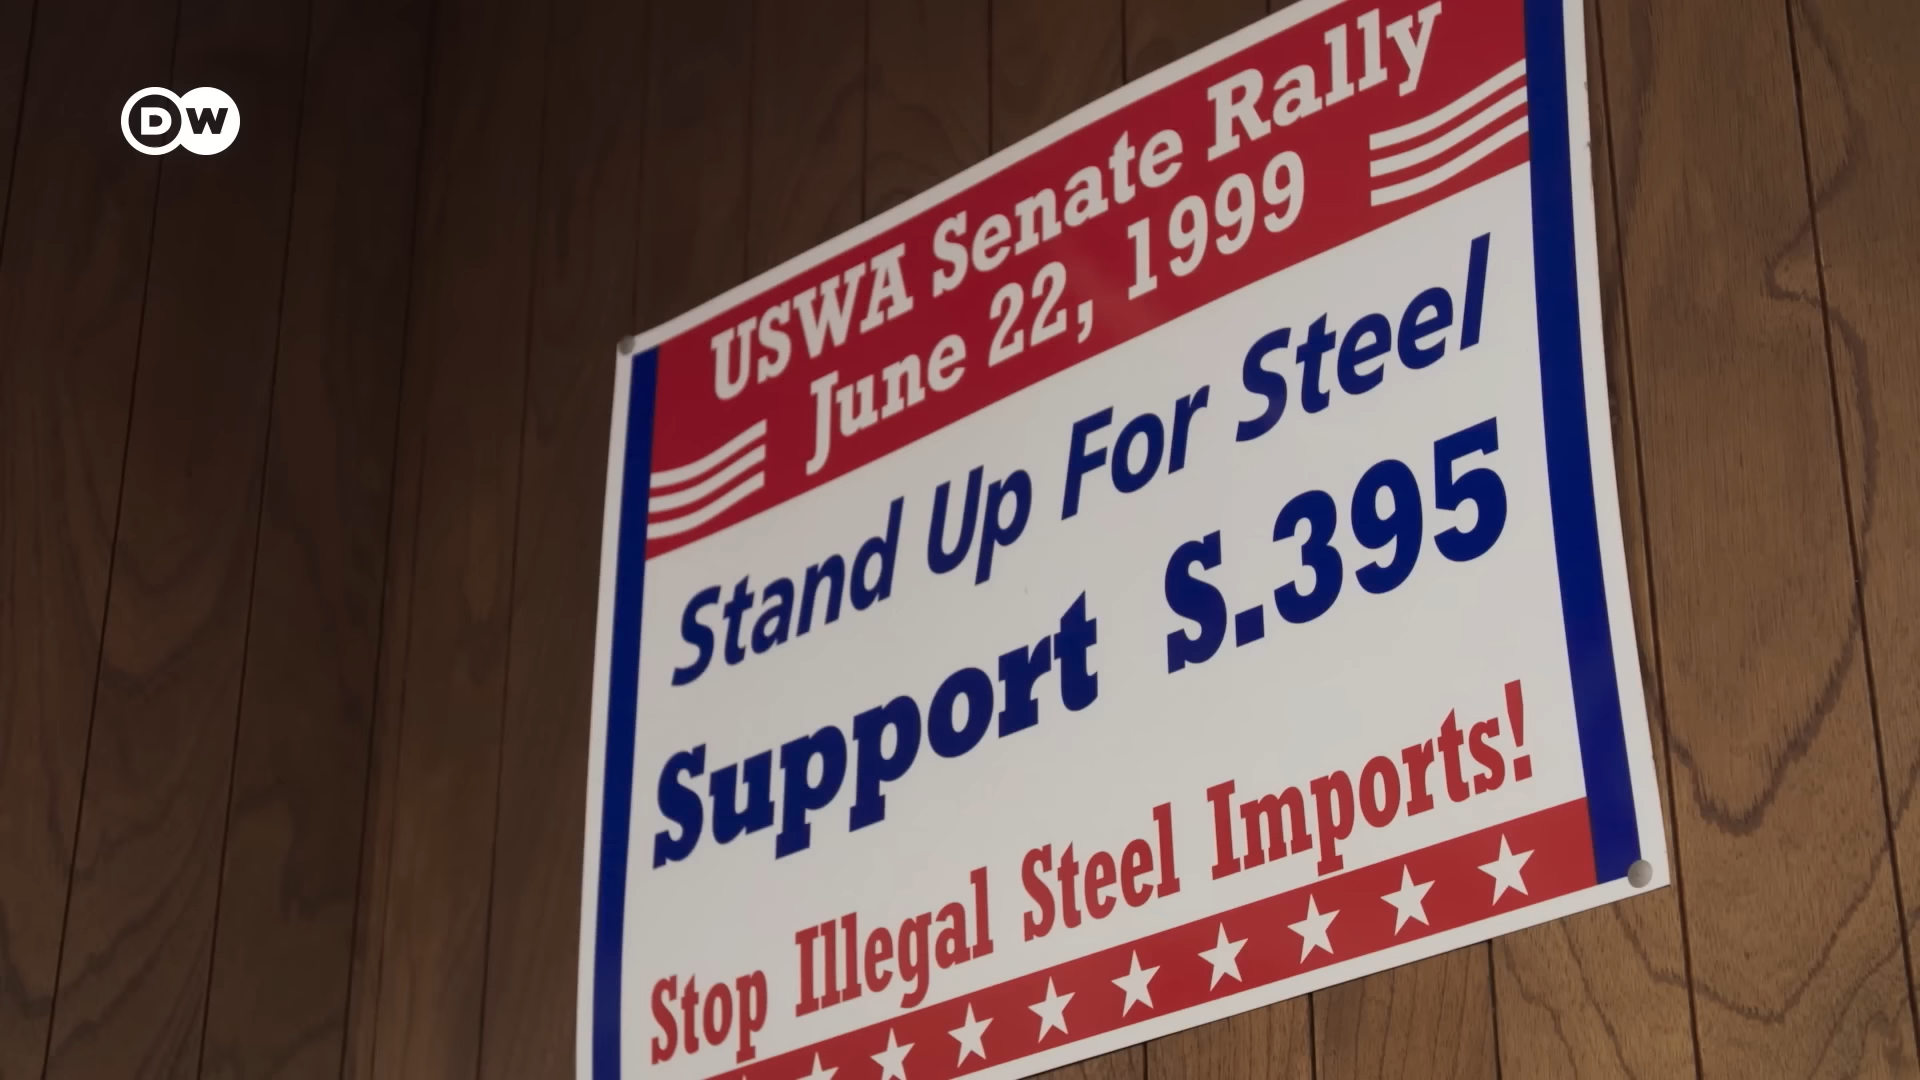 DW
USWA Senate Rally
June 22, 1999
Stand Up For Steel
Support S.395
Stop Illegal Steel Imports!